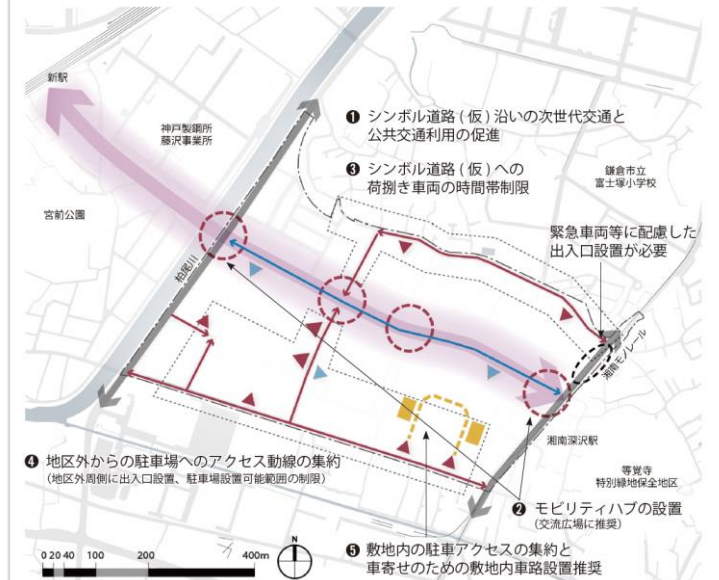 新駅
神戸製鋼所
藤沢事業所
宮前公園
柏尾川
❶ シンボル道路(仮)沿いの次世代交通と
公共交通利用の促進
❸ シンボル道路(仮)への
荷捌き車両の時間帯制限
鎌倉市立
富士塚小学校
緊急車両等に配慮した
出入口設置が必要
湘南モノレール
湘南深沢駅
等覚寺
特別緑地保全地区
❹ 地区外からの駐車場へのアクセス動線の集約
(地区外周側に出入口設置、駐車場設置可能範囲の制限)
❷ モビリティハブの設置
(交流広場に推奨)
❺ 敷地内の駐車アクセスの集約と
車寄せのための敷地内車路設置推奨
0 20 40 100 200 400m
N